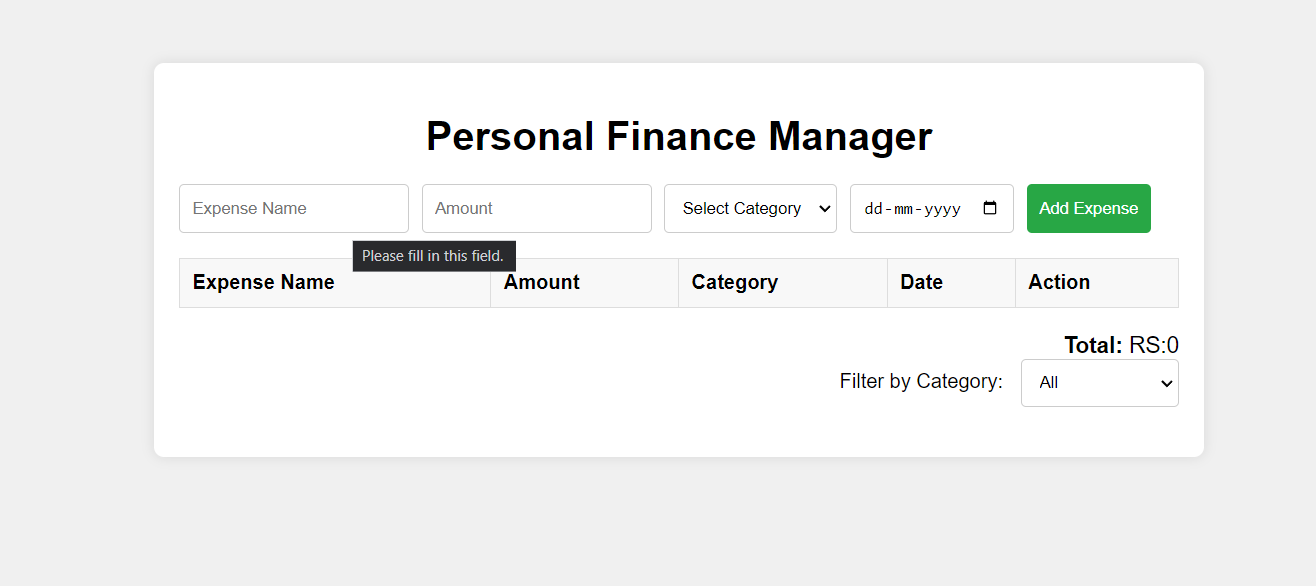 Personal Finance Manager
Expense Name Amount Select Category dd-mm-yyyy Add Expense
Please fill in this field.
Expense Name Amount Category Date Action
Total: RS:0
Filter by Category: All